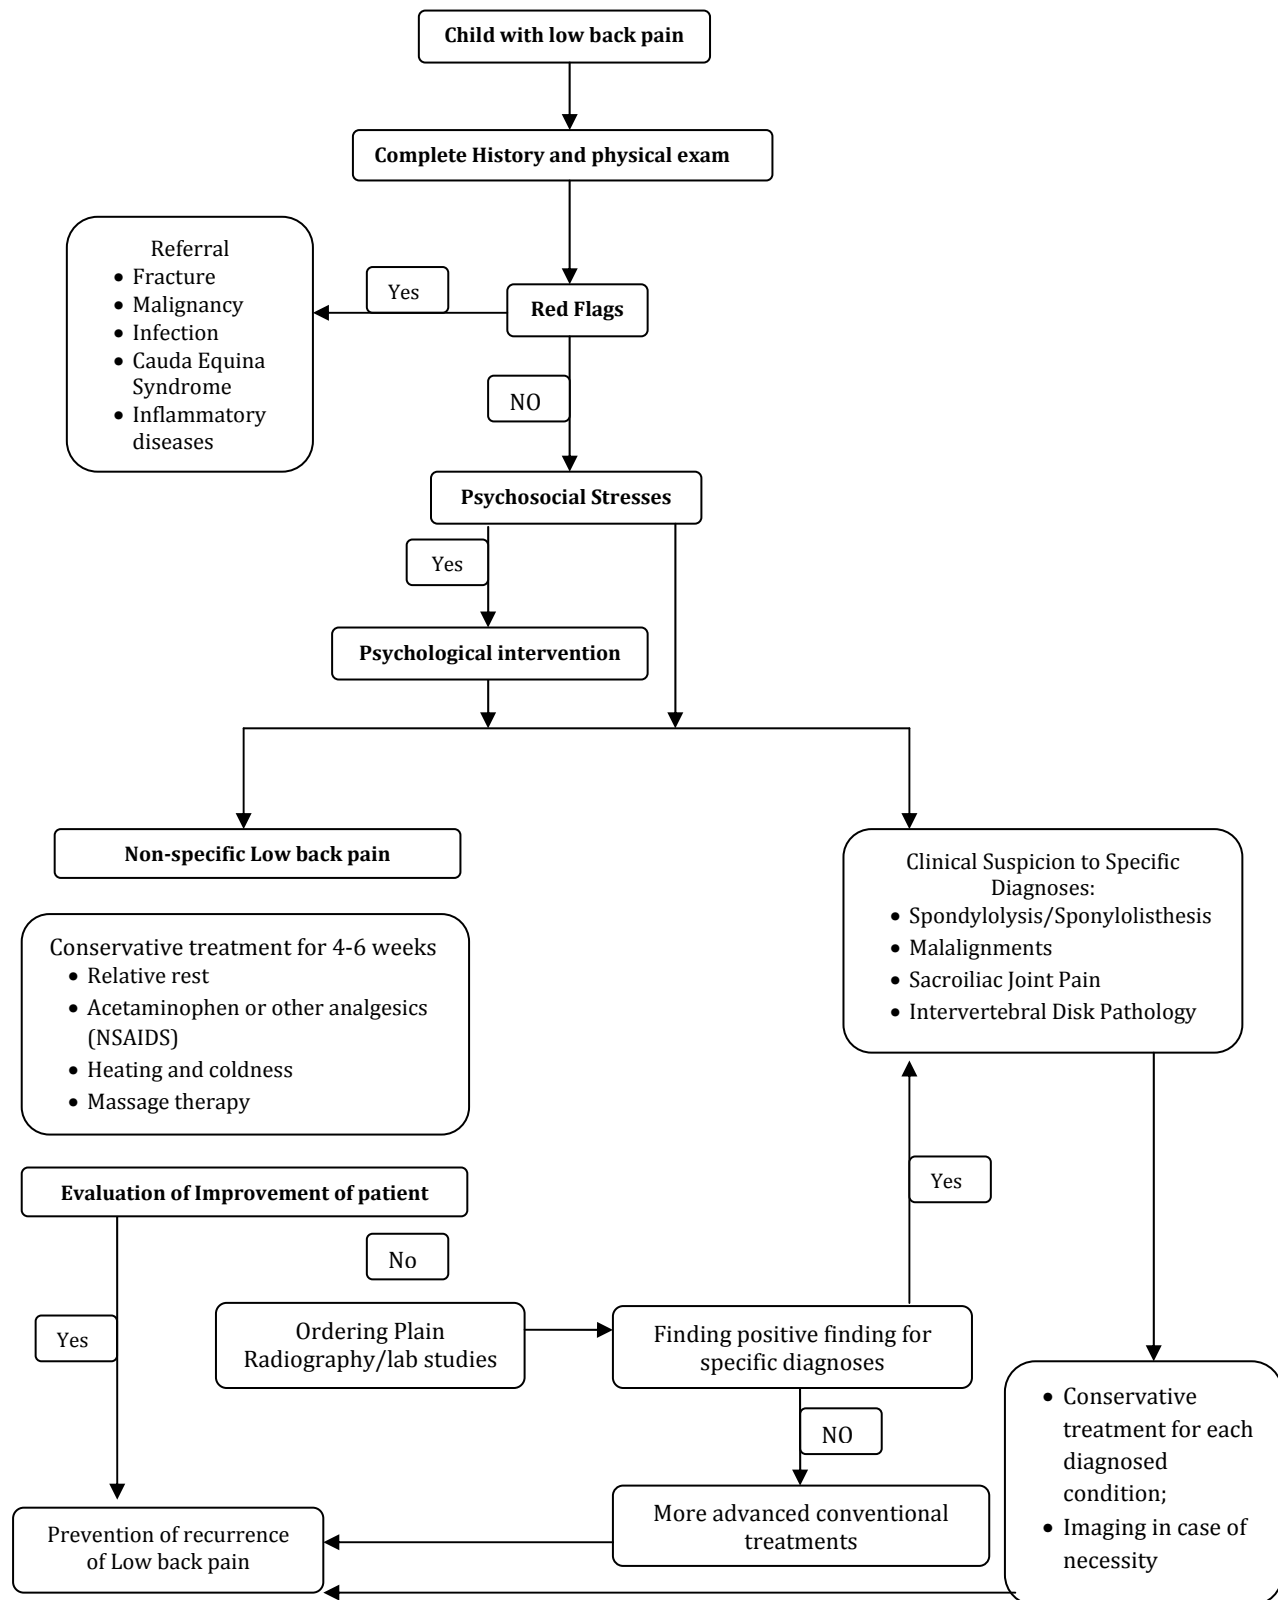 Child with low back pain
Complete History and physical exam
Referral
• Fracture
• Malignancy
• Infection
• Cauda Equina
Syndrome
• Inflammatory
diseases
Yes
Red Flags
NO
Psychosocial Stresses
Yes
Psychological intervention
Non-specific Low back pain
Clinical Suspicion to Specific
Diagnoses:
• Spondylolysis/Sponylolisthesis
• Malalignments
• Sacroiliac Joint Pain
• Intervertebral Disk Pathology
Conservative treatment for 4-6 weeks
• Relative rest
• Acetaminophen or other analgesics
(NSAIDS)
• Heating and coldness
• Massage therapy
Evaluation of Improvement of patient
Yes
No
Yes
Ordering Plain
Radiography/lab studies
Finding positive finding for
specific diagnoses
NO
• Conservative
treatment for each
diagnosed
condition;
• Imaging in case of
necessity
More advanced conventional
treatments
Prevention of recurrence
of Low back pain